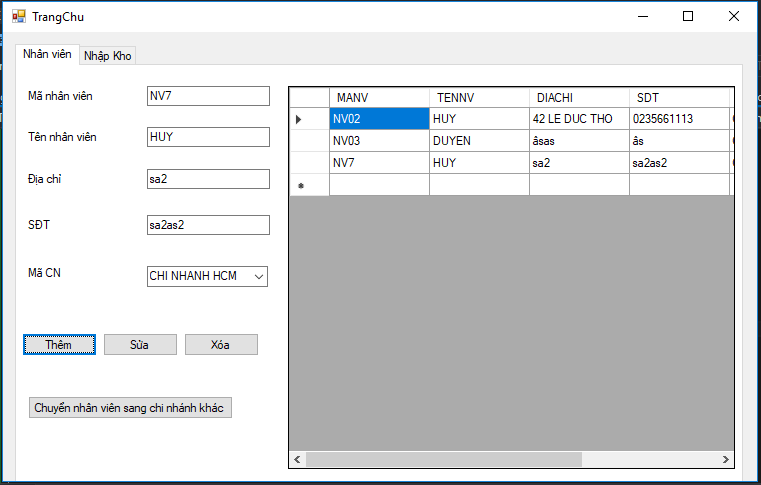 TrangChu
Nhân viên Nhập Kho
Mã nhân viên NV7
Tên nhân viên HUY
Địa chỉ sa2
SĐT sa2as2
Mã CN CHI NHANH HCM
Thêm Sửa Xóa
Chuyển nhân viên sang chi nhánh khác
MANV TENNV DIACHI SDT
NV02 HUY 42 LE DUC THO 0235661113
NV03 DUYEN âsas âs
NV7 HUY sa2 sa2as2